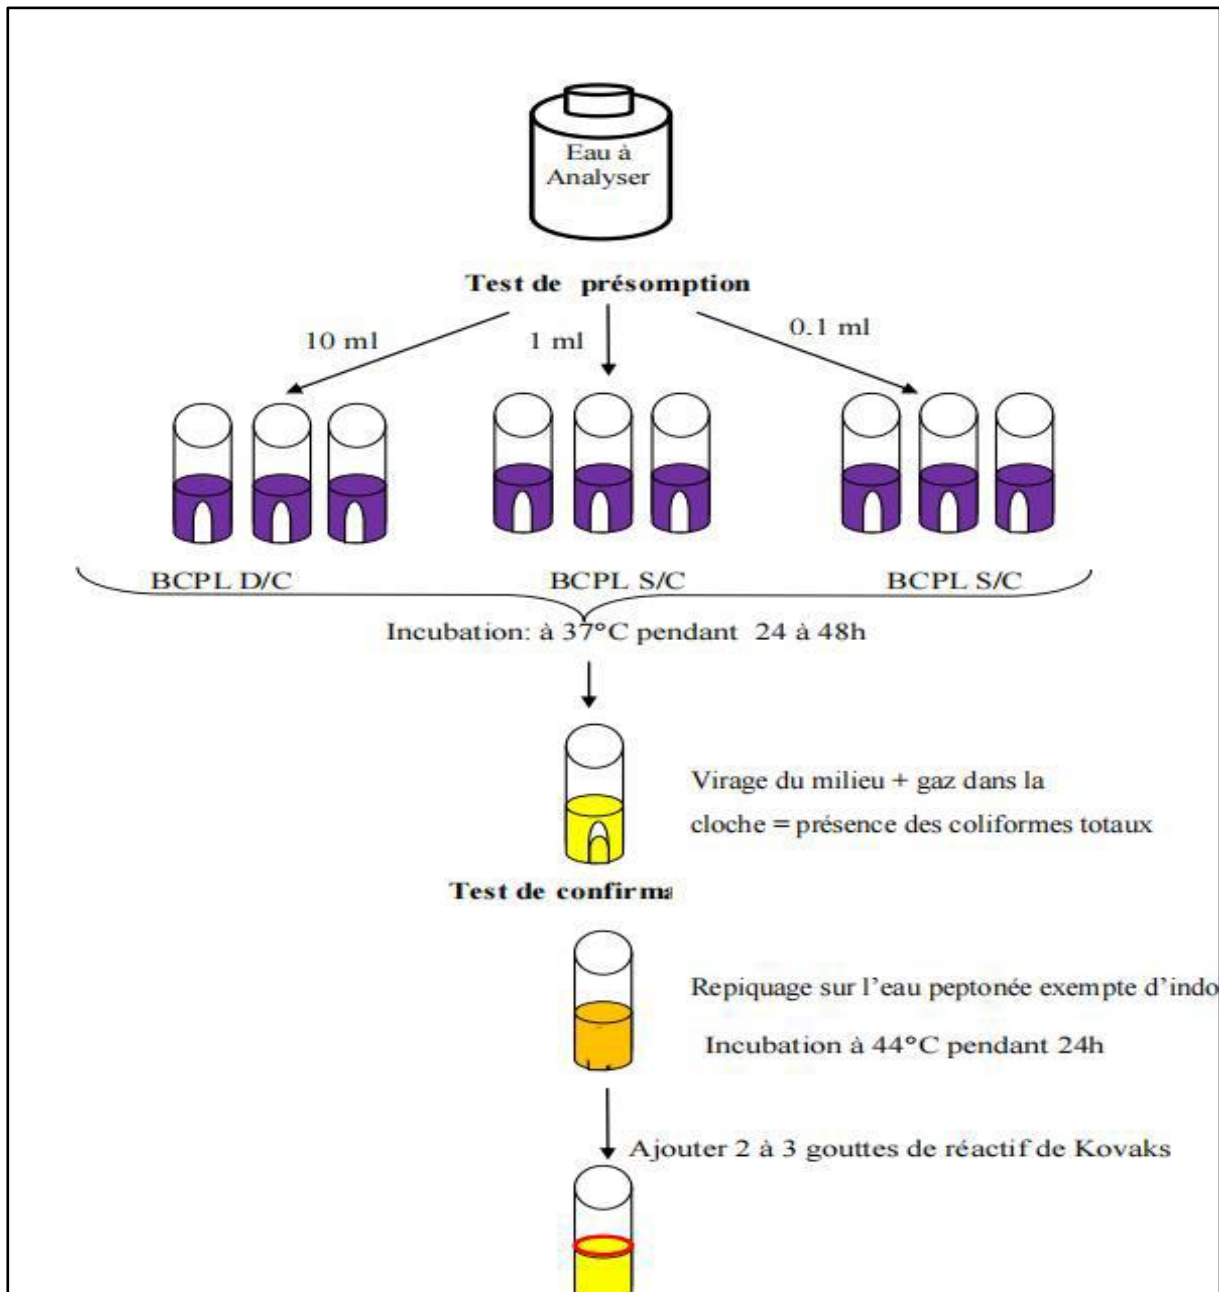 Eau à
Analyser
Test de présomption
10 ml
1 ml
0.1 ml
BCPL D/C
BCPL S/C
BCPL S/C
Incubation: à 37°C pendant 24 à 48h
Virage du milieu + gaz dans la
cloche = présence des coliformes totaux
Test de confirma
Repiquage sur l'eau peptonée exempte d'indo
Incubation à 44°C pendant 24h
Ajouter 2 à 3 gouttes de réactif de Kovaks